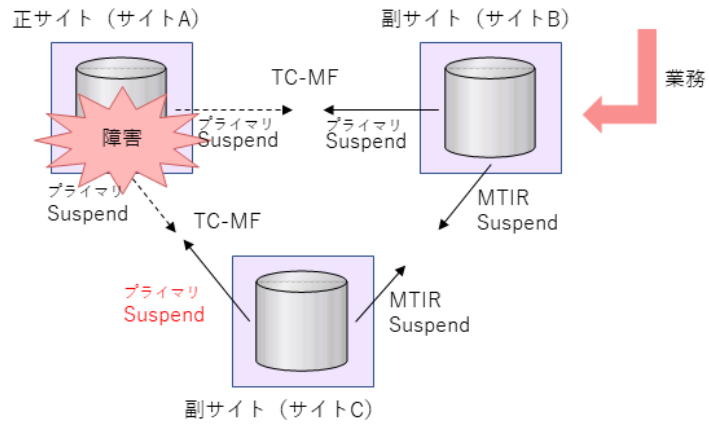 正サイト（サイトA）
副サイト（サイトB）
TC-MF
業務
障害
プライマリ
Suspend
プライマリ
Suspend
プライマリ
Suspend
MTIR
Suspend
TC-MF
プライマリ
Suspend
MTIR
Suspend
副サイト（サイトC）